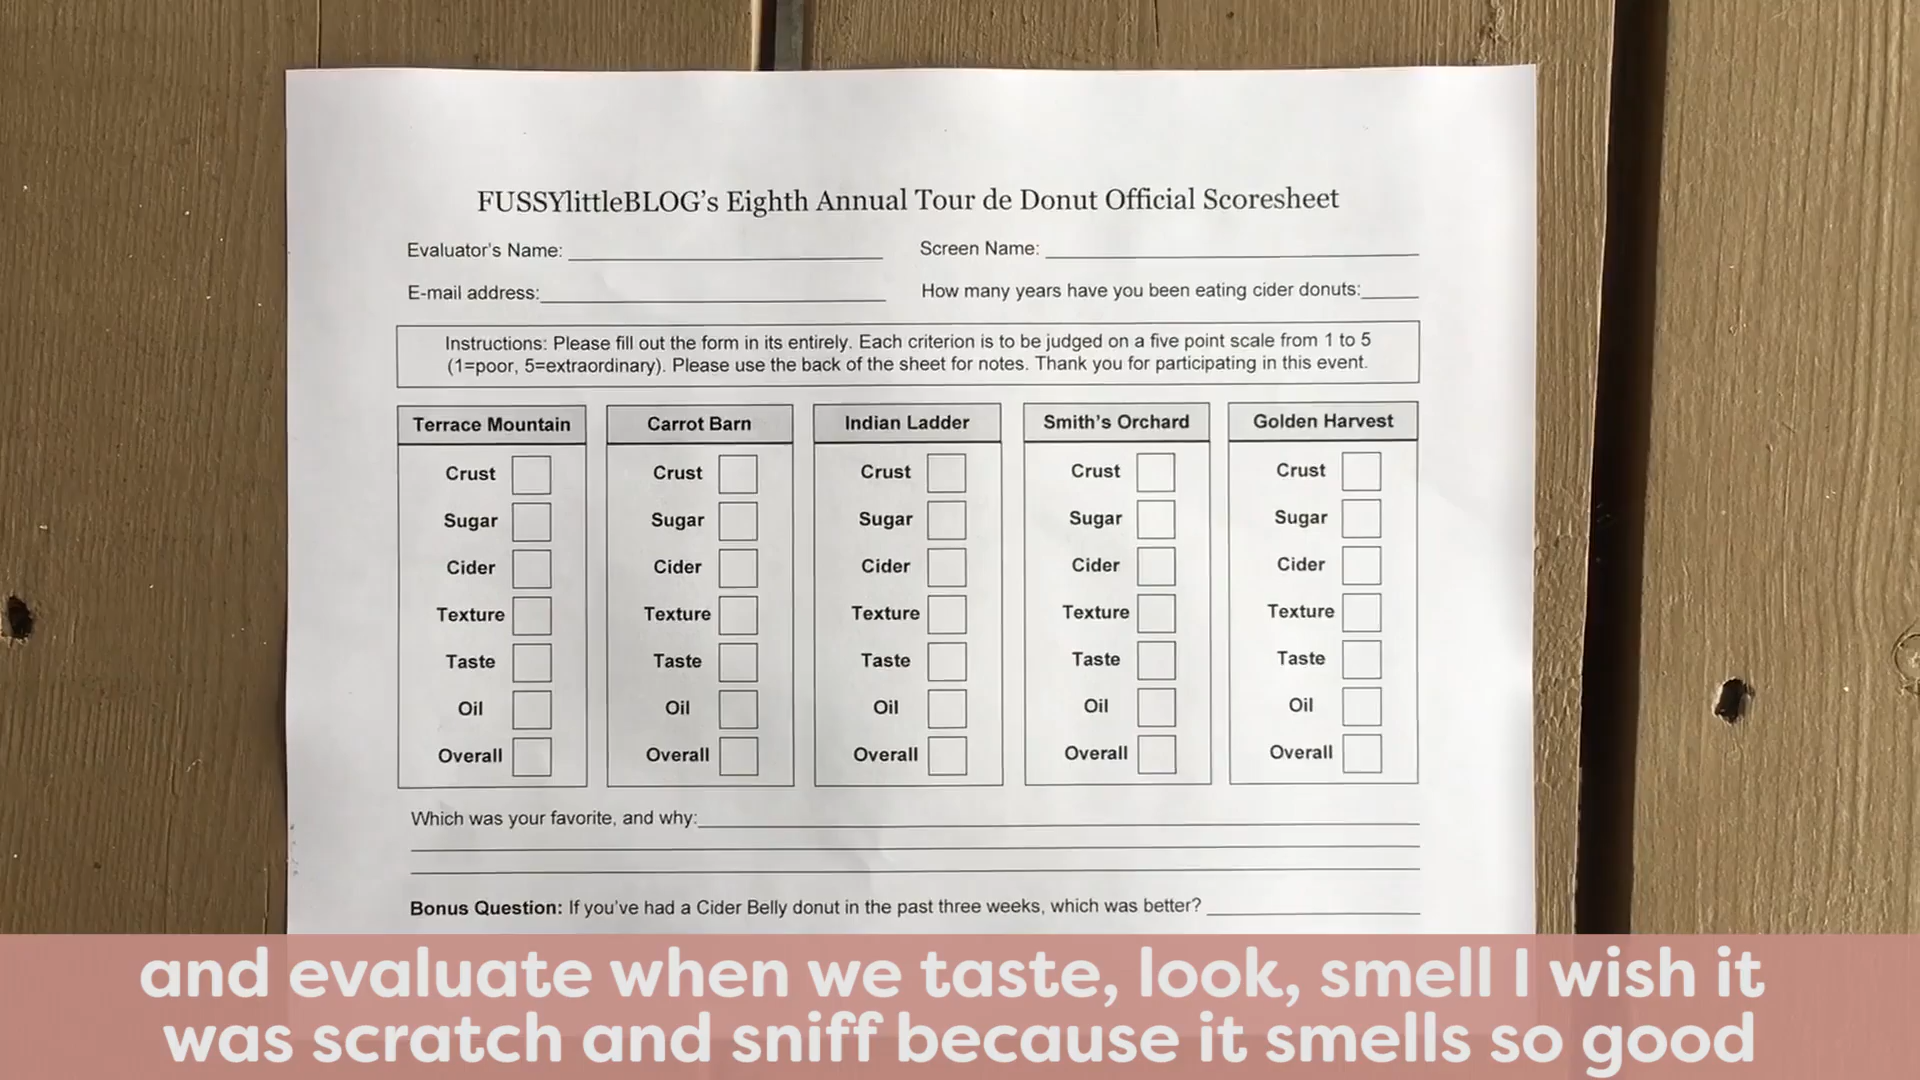 FUSSYlittleBLOG's Eighth Annual Tour de Donut Official Scoresheet
Evaluator's Name: Screen Name:
E-mail address: How many years have you been eating cider donuts:
Instructions: Please fill out the form in its entirely. Each criterion is to be judged on a five point scale from 1 to 5
(1=poor, 5=extraordinary). Please use the back of the sheet for notes. Thank you for participating in this event.
Terrace Mountain Carrot Barn Indian Ladder Smith's Orchard Golden Harvest
Crust Crust Crust Crust Crust
Sugar Sugar Sugar Sugar Sugar
Cider Cider Cider Cider Cider
Texture Texture Texture Texture Texture
Taste Taste Taste Taste Taste
Oil Oil Oil Oil Oil
Overall Overall Overall Overall Overall
Which was your favorite, and why:
Bonus Question: If you've had a Cider Belly donut in the past three weeks, which was better?
and evaluate when we taste, look, smell I wish it
was scratch and sniff because it smells so good